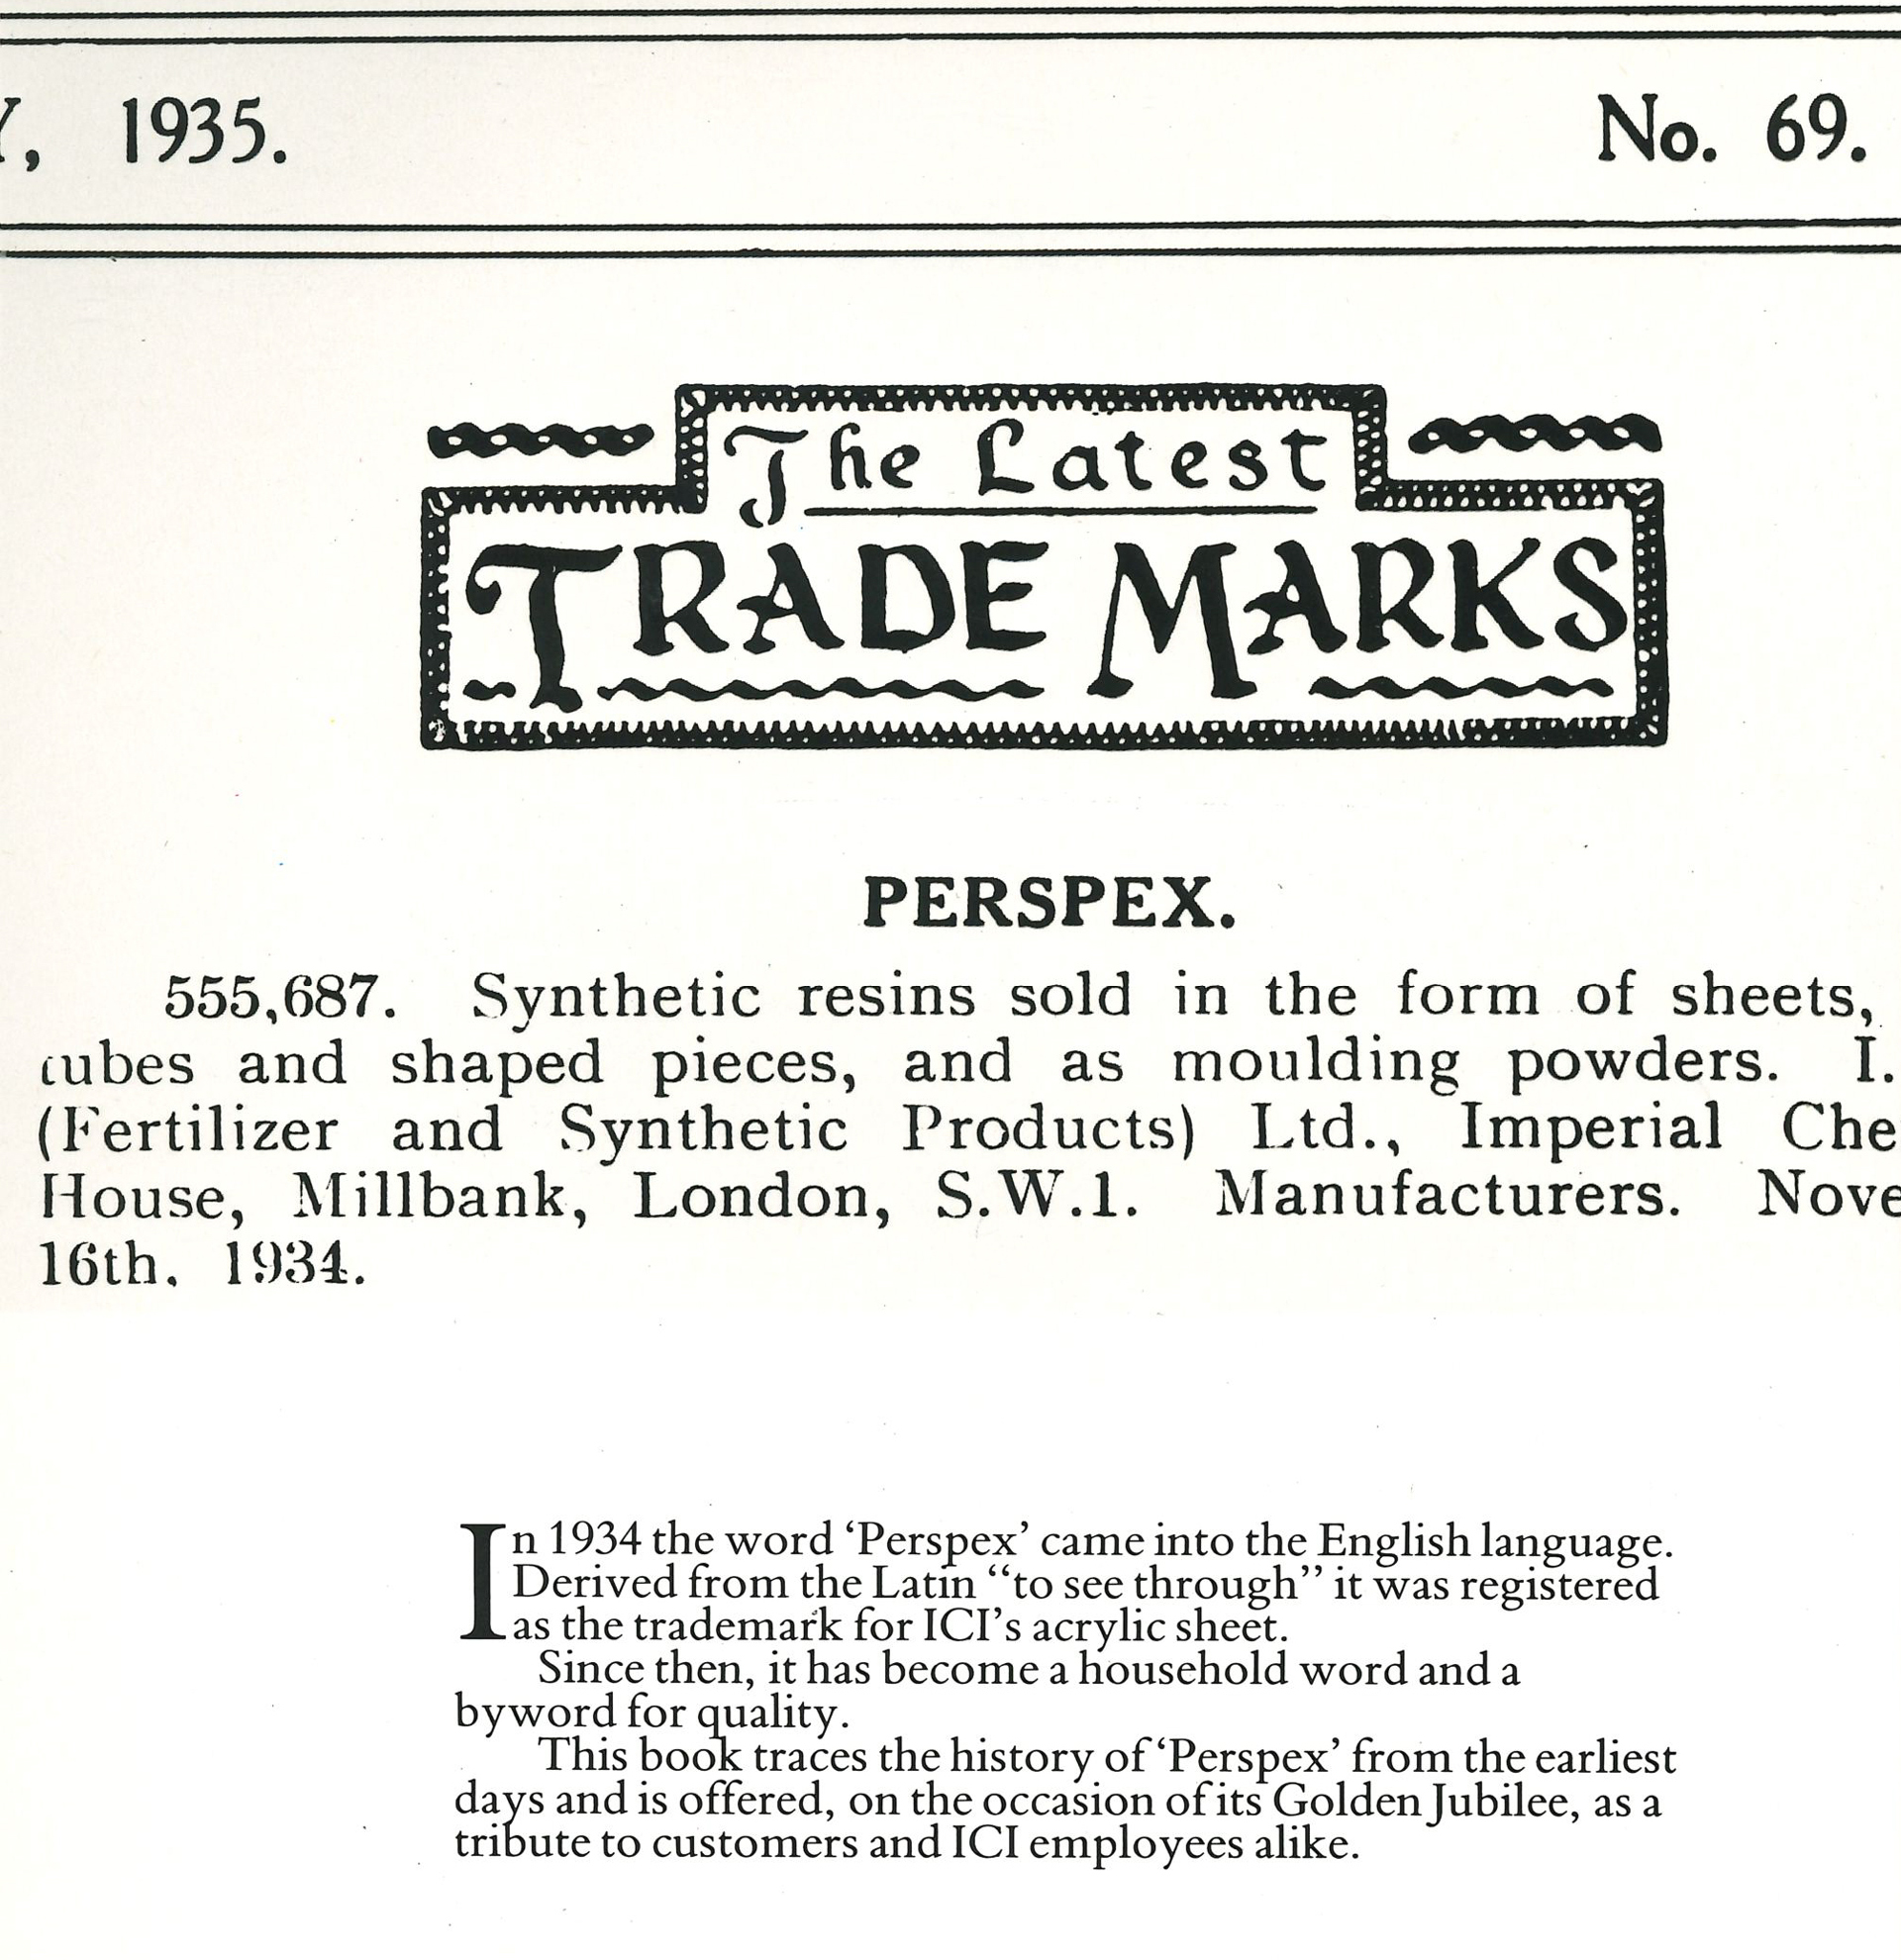 Y, 1935. No. 69.
The Latest
TRADE MARKS
PERSPEX.
555,687. Synthetic resins sold in the form of sheets,
tubes and shaped pieces, and as moulding powders. I.
(Fertilizer and Synthetic Products) Ltd., Imperial Che
House, Millbank, London, S.W.1. Manufacturers. Nove
16th, 1934.
In 1934 the word ‘Perspex’ came into the English language.
Derived from the Latin “to see through” it was registered
as the trademark for ICI’s acrylic sheet.
Since then, it has become a household word and a
byword for quality.
This book traces the history of ‘Perspex’ from the earliest
days and is offered, on the occasion of its Golden Jubilee, as a
tribute to customers and ICI employees alike.